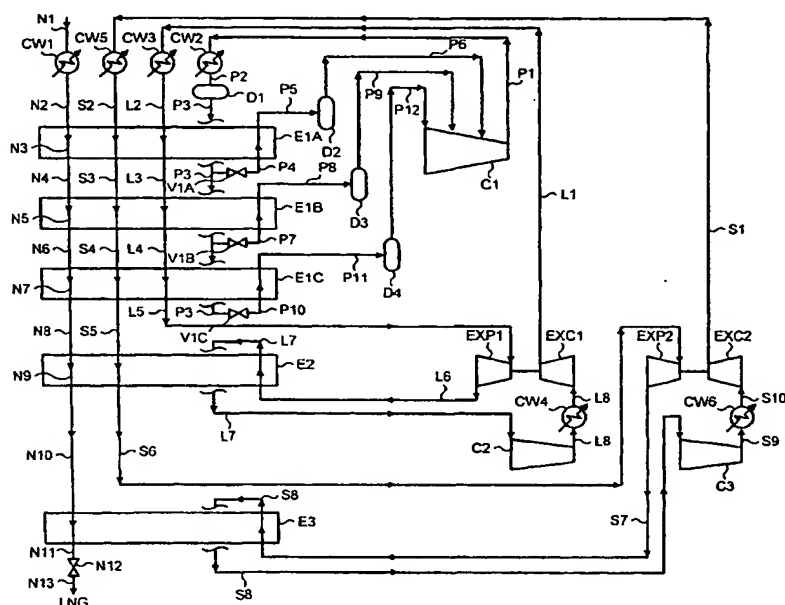 N1
CW1 CW5 CW3 CW2
P2
D1
N2 S2 L2 P3
P5 P6 P9 P12 P1
D2
C1
N3 E1A
P3 P4
V1A
N4 S3 L3
P8
D3
L1
N5 E1B
P7
V1B
N6 S4 L4
P11
D4
S1
N7 E1C
L5 P3 P10
V1C
N8 S5
L7
EXP1 EXC1 EXP2 EXC2
N9 E2
L6
L8
CW4
S10
CW6
L7
C2
L8
S9
C3
N10 S6
S8
S7
E3
N11
N12
N13
S8
LNG